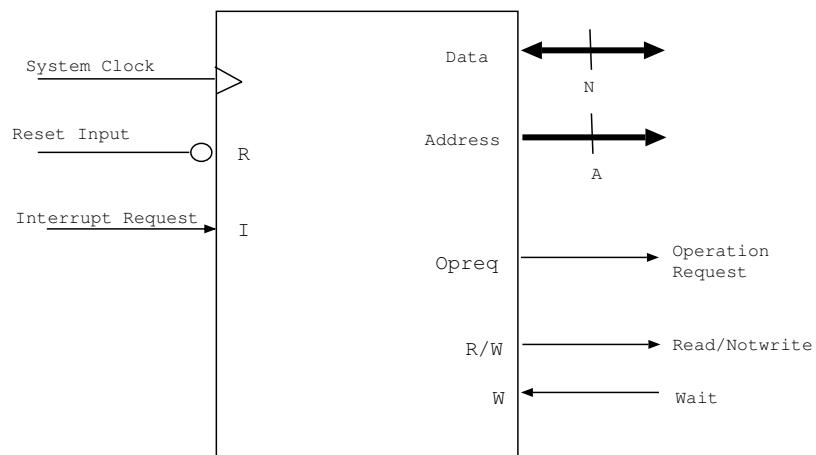 System Clock
Data
N
Reset Input
R
Address
A
Interrupt Request
I
Opreq
Operation
Request
R/W
Read/Notwrite
W
Wait